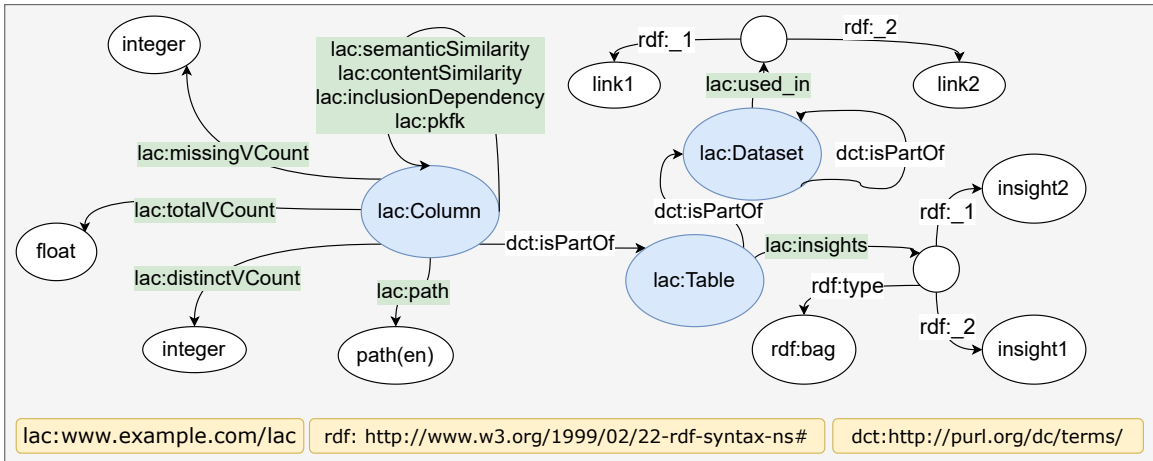 integer
lac:semanticSimilarity
lac:contentSimilarity
lac:inclusionDependency
lac:pkfk
rdf:_1
rdf:_2
link1
link2
lac:used_in
lac:missingVCount
lac:Dataset
dct:isPartOf
lac:totalVCount
lac:Column
dct:isPartOf
insight2
rdf:_1
float
dct:isPartOf
lac:insights
lac:distinctVCount
lac:Table
lac:path
rdf:type
rdf:_2
integer
path(en)
rdf:bag
insight1
lac:www.example.com/lac
rdf: http://www.w3.org/1999/02/22-rdf-syntax-ns#
dct:http://purl.org/dc/terms/